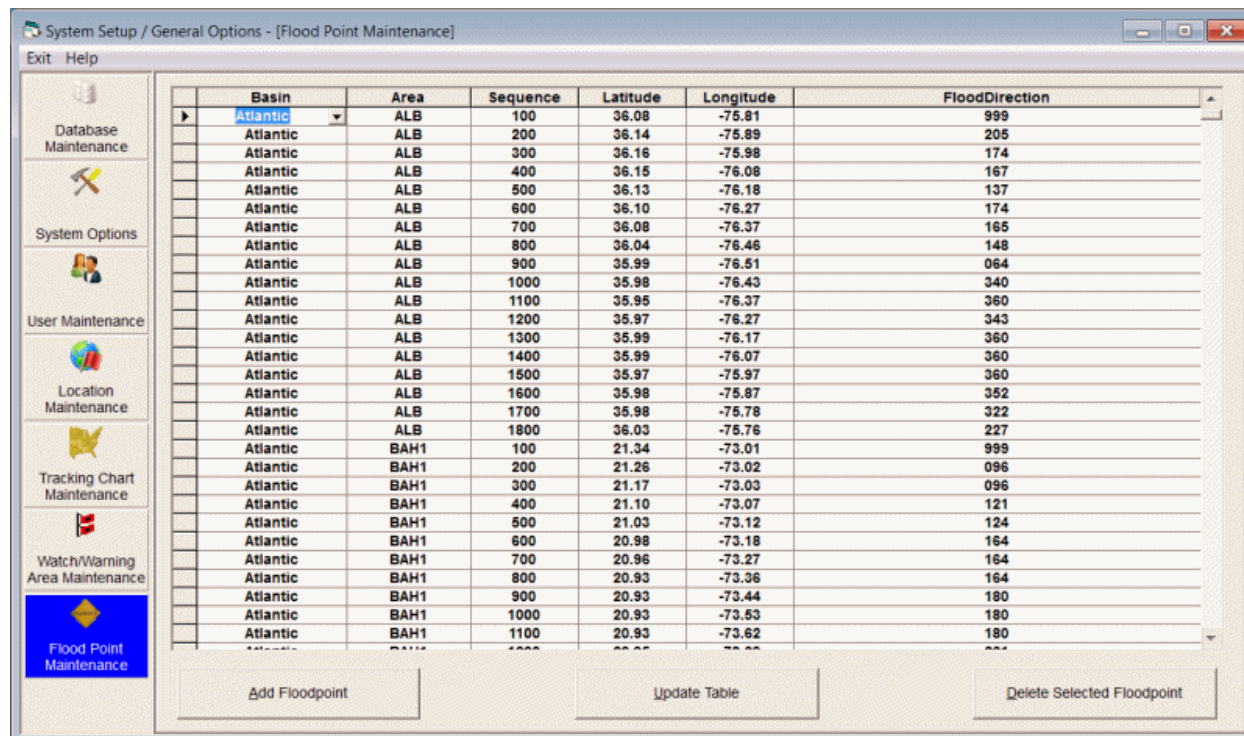 System Setup / General Options - [Flood Point Maintenance]
Exit Help
Database
Maintenance
System Options
User Maintenance
Location
Maintenance
Tracking Chart
Maintenance
Watch/Warning
Area Maintenance
Flood Point
Maintenance
Basin Area Sequence Latitude Longitude FloodDirection
Atlantic ALB 100 36.08 -75.81 999
Atlantic ALB 200 36.14 -75.89 205
Atlantic ALB 300 36.16 -75.98 174
Atlantic ALB 400 36.15 -76.08 167
Atlantic ALB 500 36.13 -76.18 137
Atlantic ALB 600 36.10 -76.27 174
Atlantic ALB 700 36.08 -76.37 165
Atlantic ALB 800 36.04 -76.46 148
Atlantic ALB 900 35.99 -76.51 064
Atlantic ALB 1000 35.98 -76.43 340
Atlantic ALB 1100 35.95 -76.37 360
Atlantic ALB 1200 35.97 -76.27 343
Atlantic ALB 1300 35.99 -76.17 360
Atlantic ALB 1400 35.99 -76.07 360
Atlantic ALB 1500 35.97 -75.97 360
Atlantic ALB 1600 35.98 -75.87 352
Atlantic ALB 1700 35.98 -75.78 322
Atlantic ALB 1800 36.03 -75.76 227
Atlantic BAH1 100 21.34 -73.01 999
Atlantic BAH1 200 21.26 -73.02 096
Atlantic BAH1 300 21.17 -73.03 096
Atlantic BAH1 400 21.10 -73.07 121
Atlantic BAH1 500 21.03 -73.12 124
Atlantic BAH1 600 20.98 -73.18 164
Atlantic BAH1 700 20.96 -73.27 164
Atlantic BAH1 800 20.93 -73.36 164
Atlantic BAH1 900 20.93 -73.44 180
Atlantic BAH1 1000 20.93 -73.53 180
Atlantic BAH1 1100 20.93 -73.62 180
Add Floodpoint Update Table Delete Selected Floodpoint